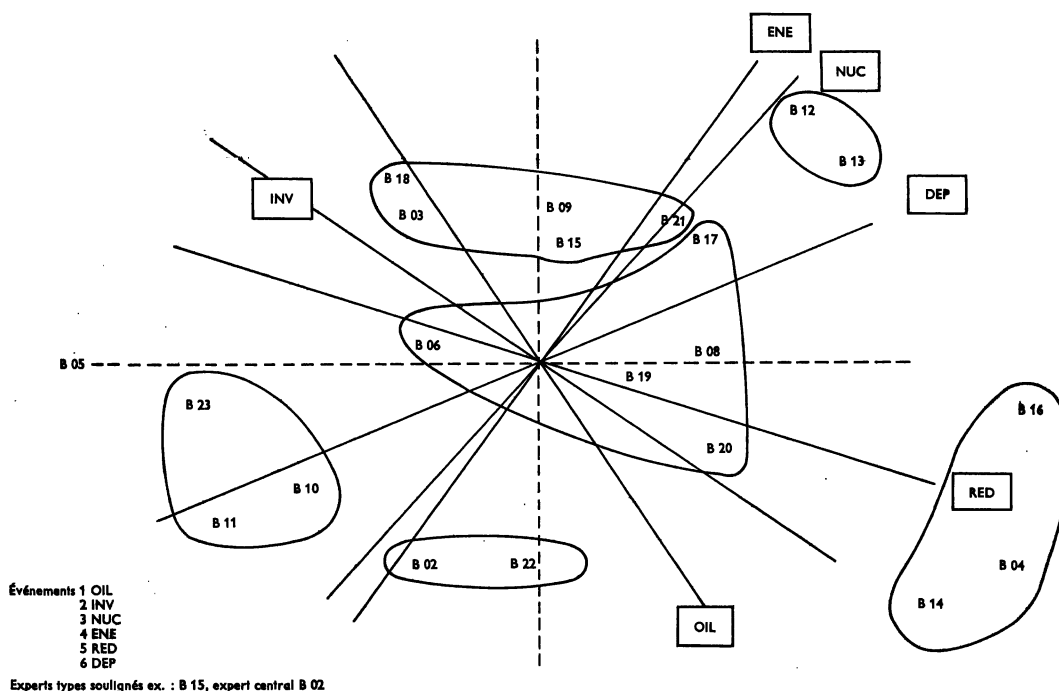 ENE
NUC
B 12
B 13
B 18
INV
B 03
B 09
B 21
DEP
B 15
B 17
B 06
B 08
B 05
B 19
B 23
B 16
B 20
B 10
RED
B 11
B 02
B 22
B 04
B 14
OIL
Événements 1 OIL
2 INV
3 NUC
4 ENE
5 RED
6 DEP
Experts types soulignés ex. : B 15, expert central B 02